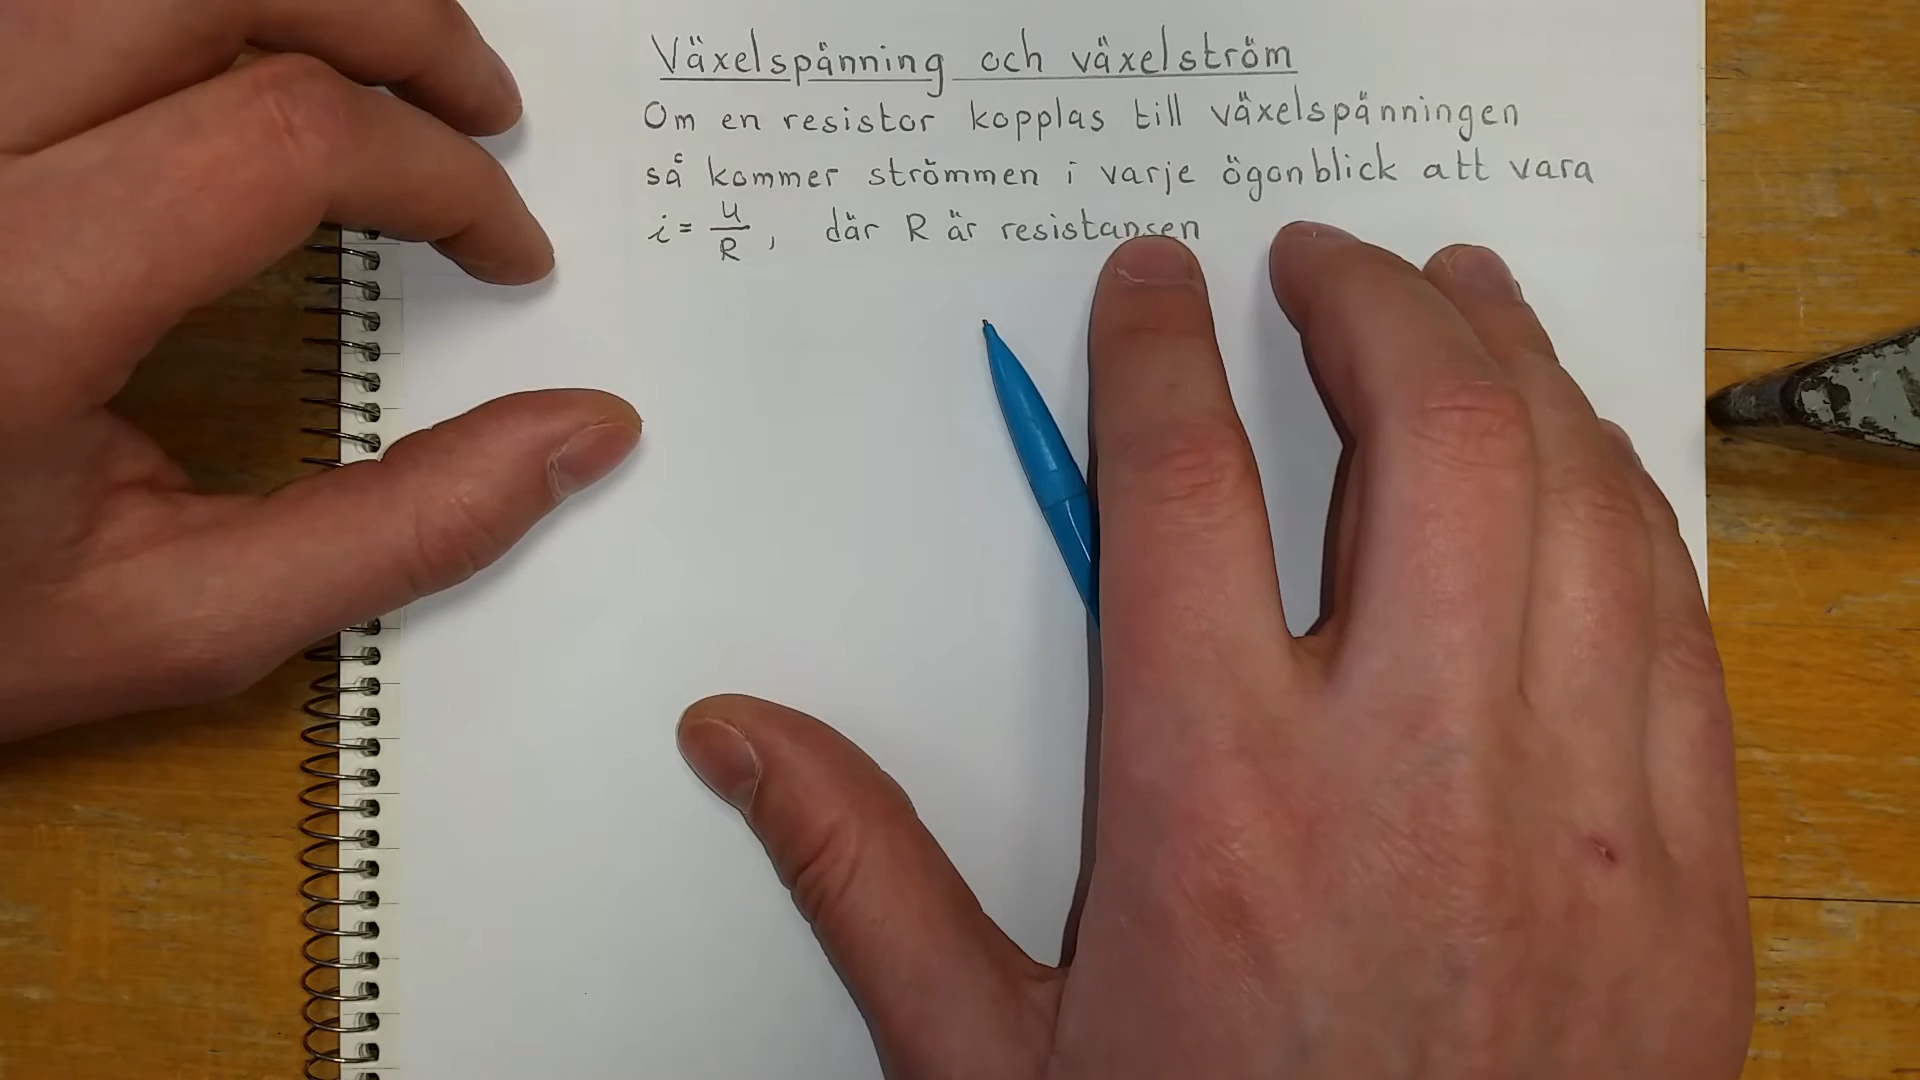 Växelspänning och växelström
Om en resistor kopplas till växelspänningen
så kommer strömmen i varje ögonblick att vara
i = u/R, där R är resistansen